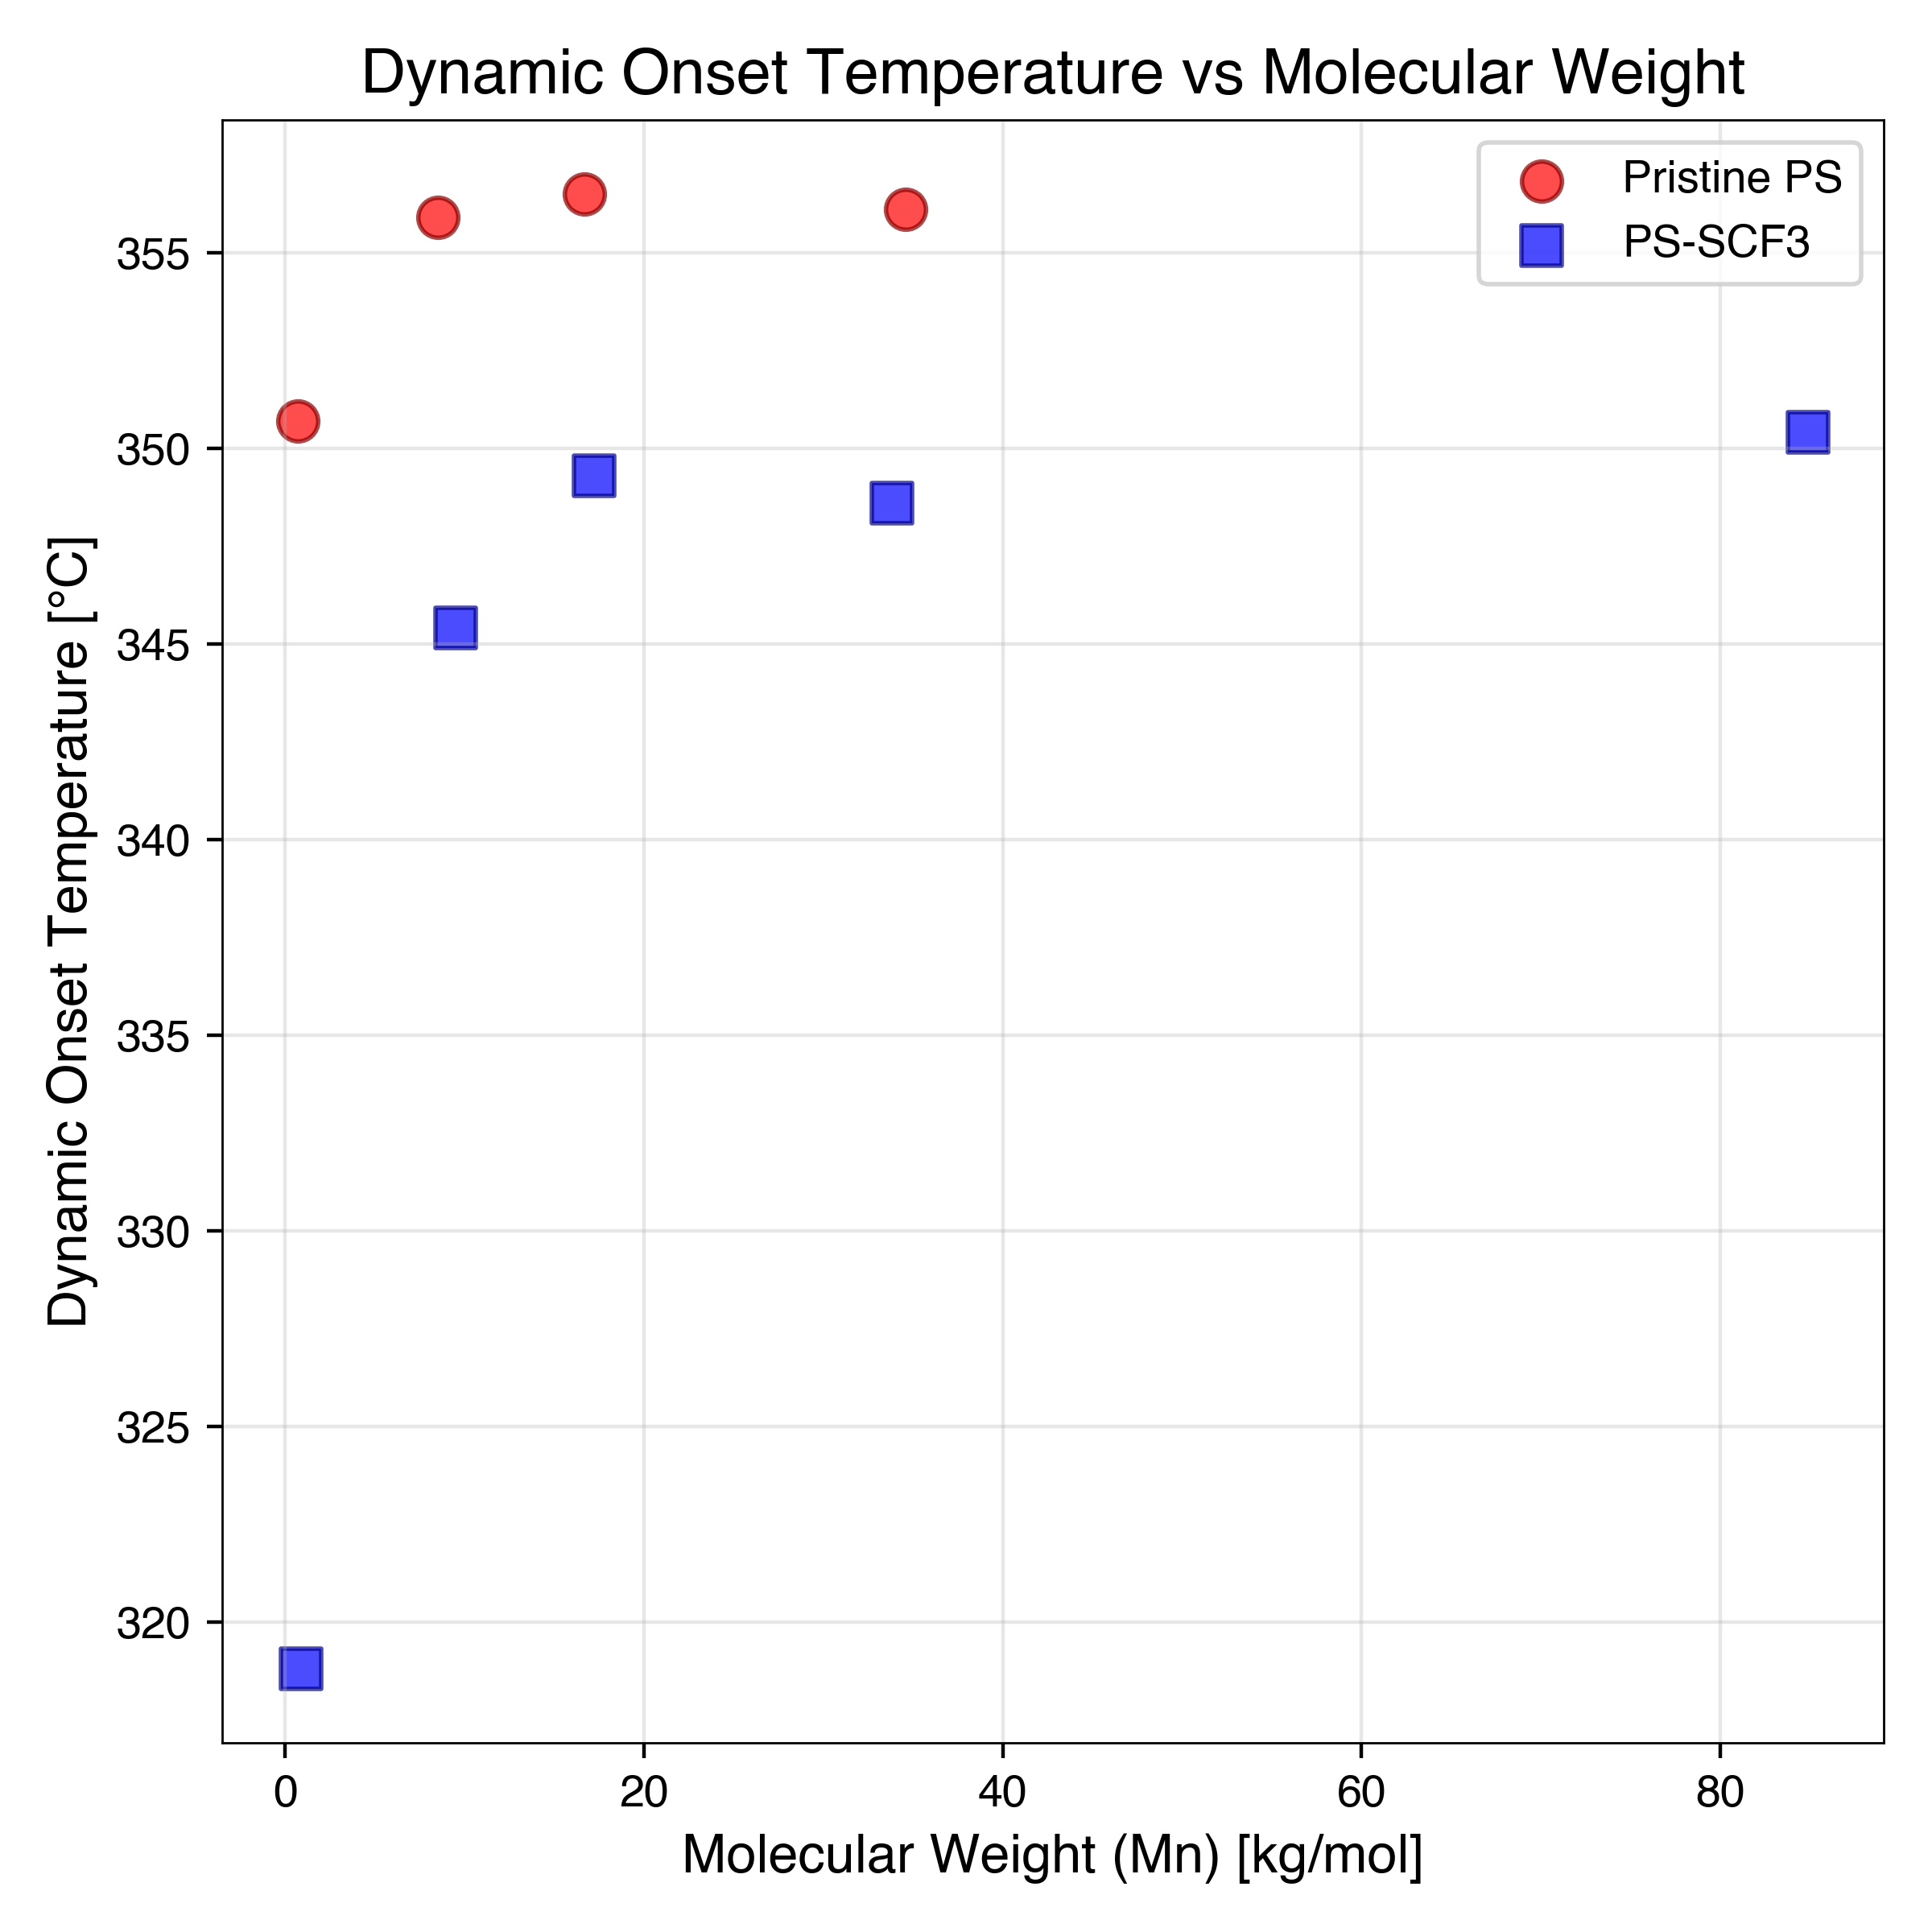 Dynamic Onset Temperature vs Molecular Weight
Pristine PS
PS-SCF3
Dynamic Onset Temperature [°C]
355
350
345
340
335
330
325
320
0 20 40 60 80
Molecular Weight (Mn) [kg/mol]